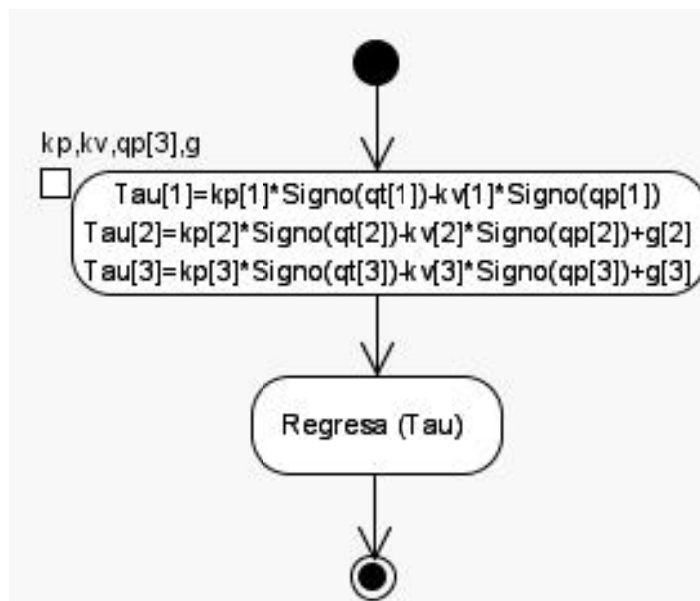 kp,kv,qp[3],g
Tau[1]=kp[1]*Signo(qt[1])-kv[1]*Signo(qp[1])
Tau[2]=kp[2]*Signo(qt[2])-kv[2]*Signo(qp[2])+g[2]
Tau[3]=kp[3]*Signo(qt[3])-kv[3]*Signo(qp[3])+g[3]
Regresa (Tau)